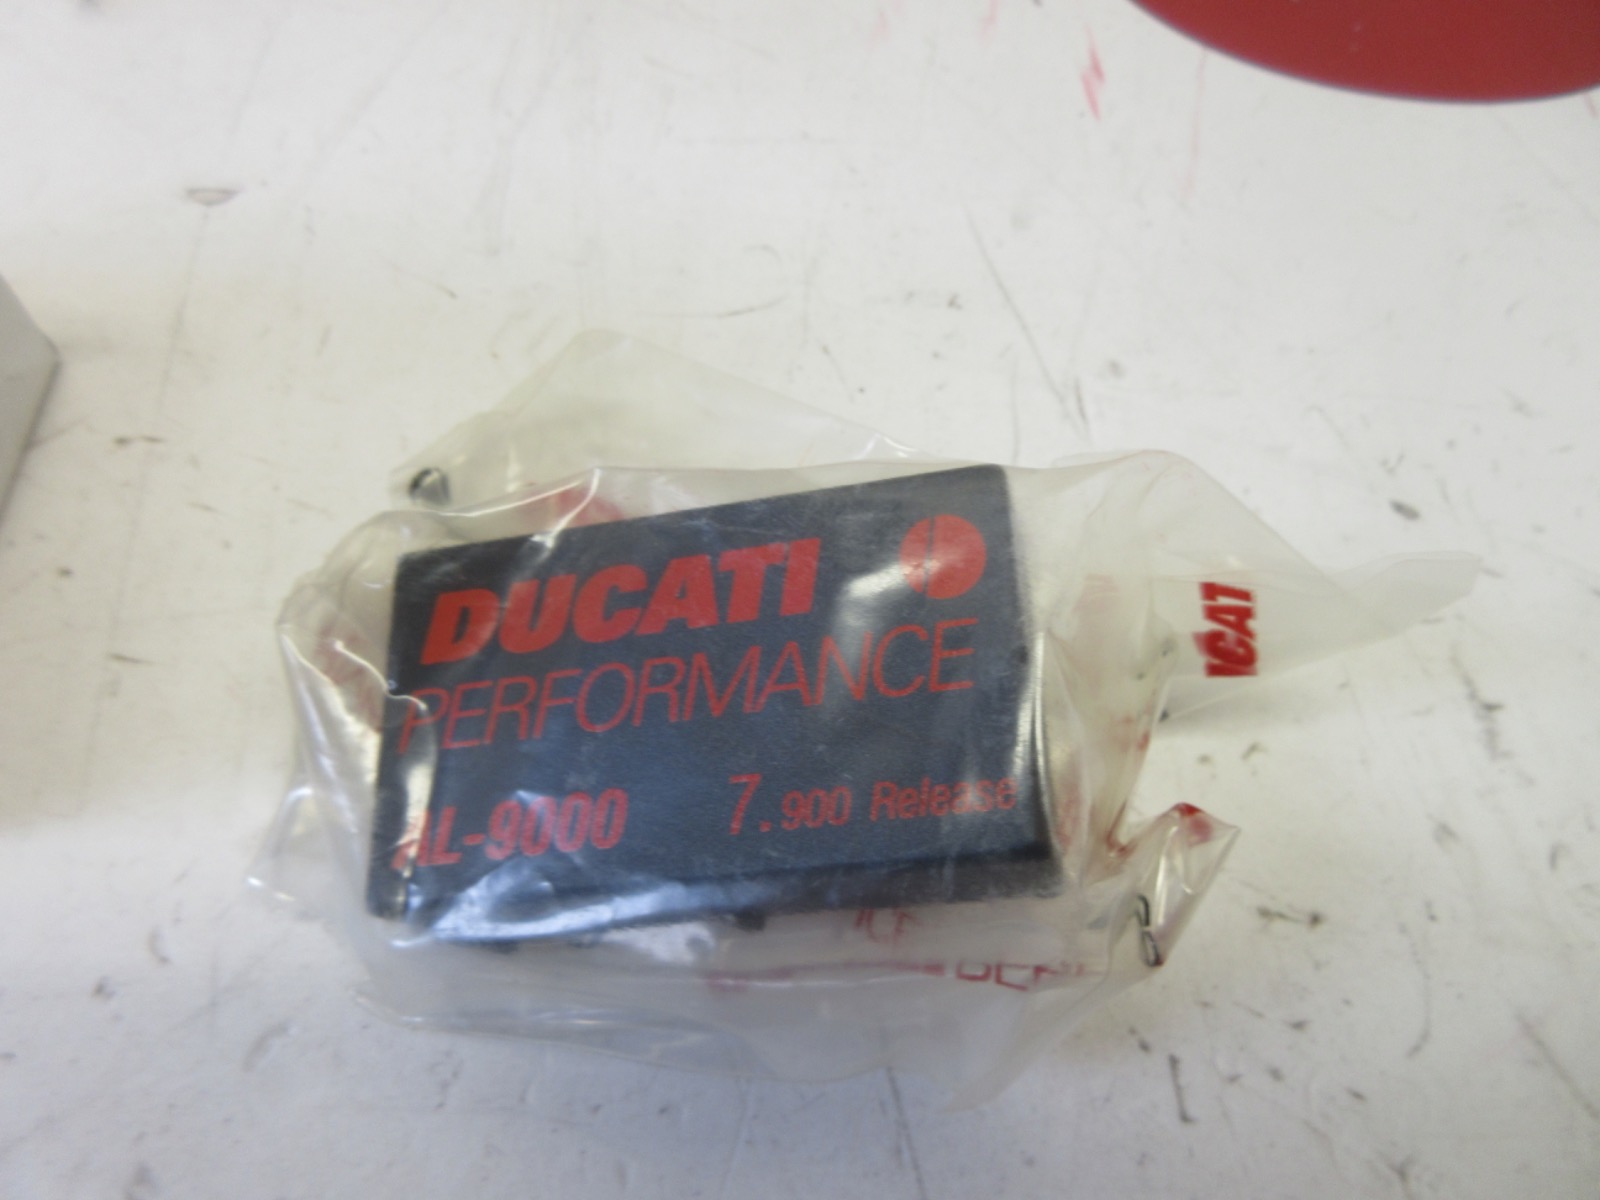 DUCATI
PERFORMANCE
AL-9000 7.900 Release